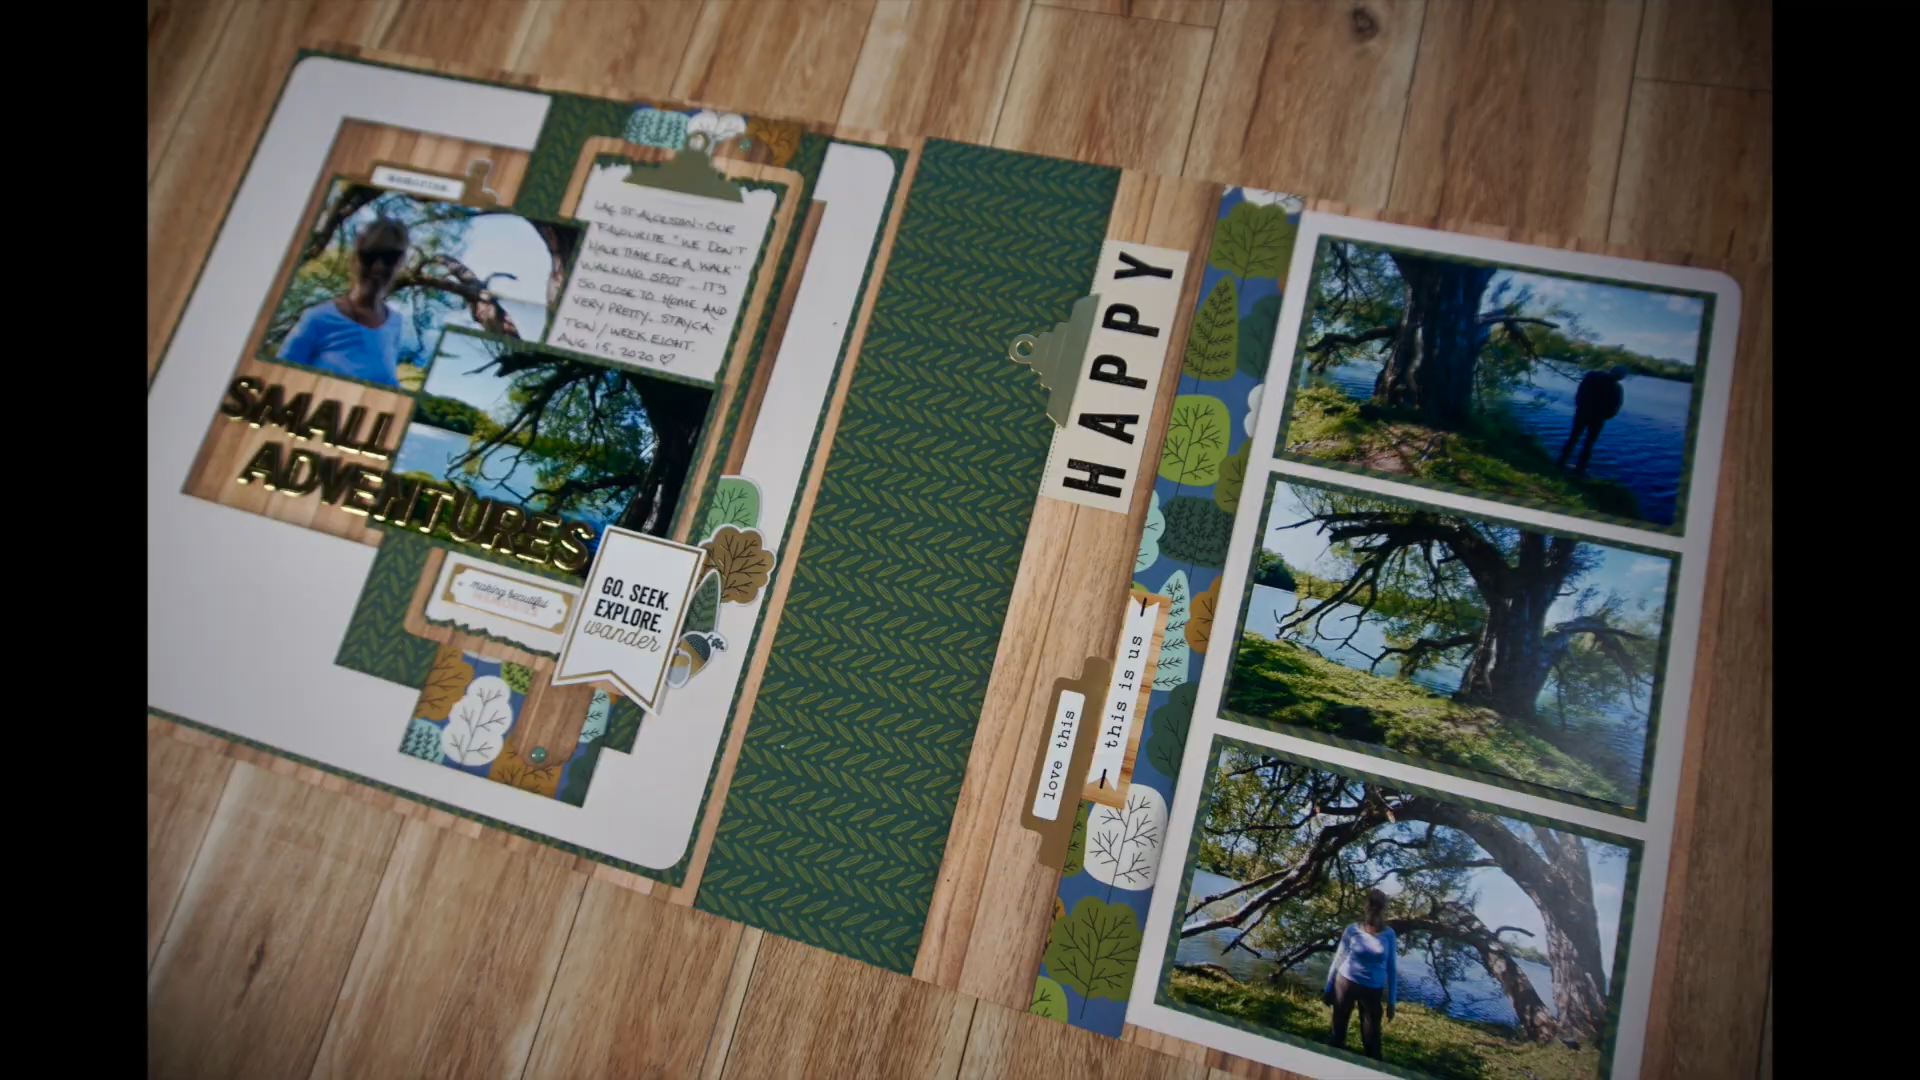 memories
LAC ST-AUGUSTIN - OUR
FAVOURITE "WE DON'T
HAVE TIME FOR A WALK"
WALKING SPOT. IT'S
SO CLOSE TO HOME AND
VERY PRETTY. STAYCA-
TION / WEEK EIGHT.
AUG 15, 2020 ♡
SMALL
ADVENTURES
making beautiful
GO. SEEK.
EXPLORE.
wander
HAPPY
love this
this is us